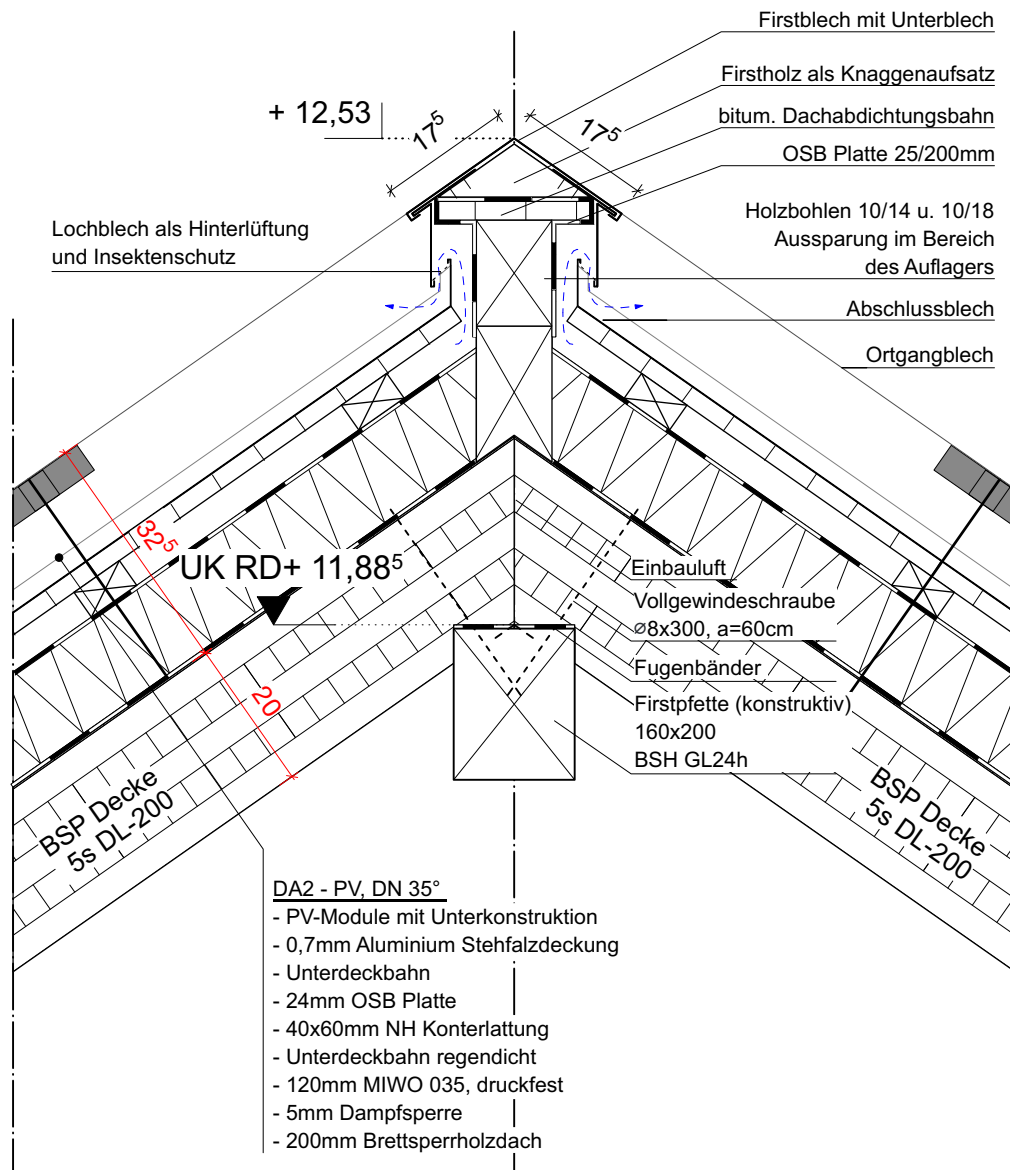 Firstblech mit Unterblech
Firstholz als Knaggenaufsatz
+ 12,53
17⁵
17⁵
bitum. Dachabdichtungsbahn
OSB Platte 25/200mm
Lochblech als Hinterlüftung
und Insektenschutz
Holzbohlen 10/14 u. 10/18
Aussparung im Bereich
des Auflagers
Abschlussblech
Ortgangblech
32⁵
UK RD+ 11,88⁵
20
Einbauluft
Vollgewindeschraube
⌀8x300, a=60cm
Fugenbänder
Firstpfette (konstruktiv)
160x200
BSH GL24h
BSP Decke
5s DL-200
BSP Decke
5s DL-200
DA2 - PV, DN 35°
- PV-Module mit Unterkonstruktion
- 0,7mm Aluminium Stehfalzdeckung
- Unterdeckbahn
- 24mm OSB Platte
- 40x60mm NH Konterlattung
- Unterdeckbahn regendicht
- 120mm MIWO 035, druckfest
- 5mm Dampfsperre
- 200mm Brettsperrholzdach